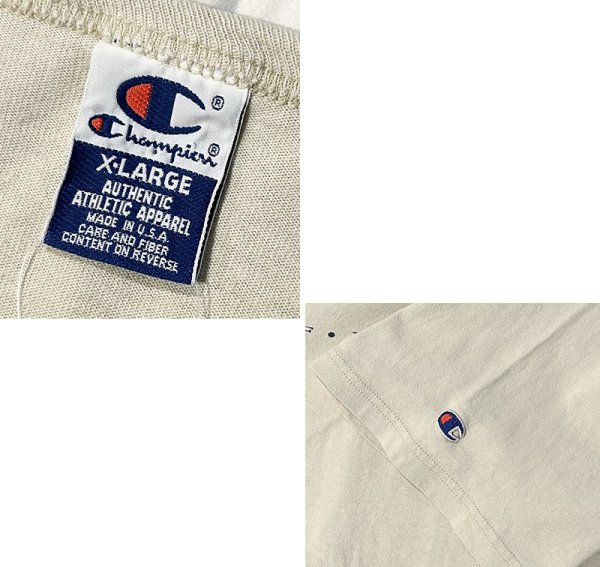 Champion
X-LARGE
AUTHENTIC
ATHLETIC APPAREL
MADE IN U.S.A.
CARE AND FIBER
CONTENT ON REVERSE